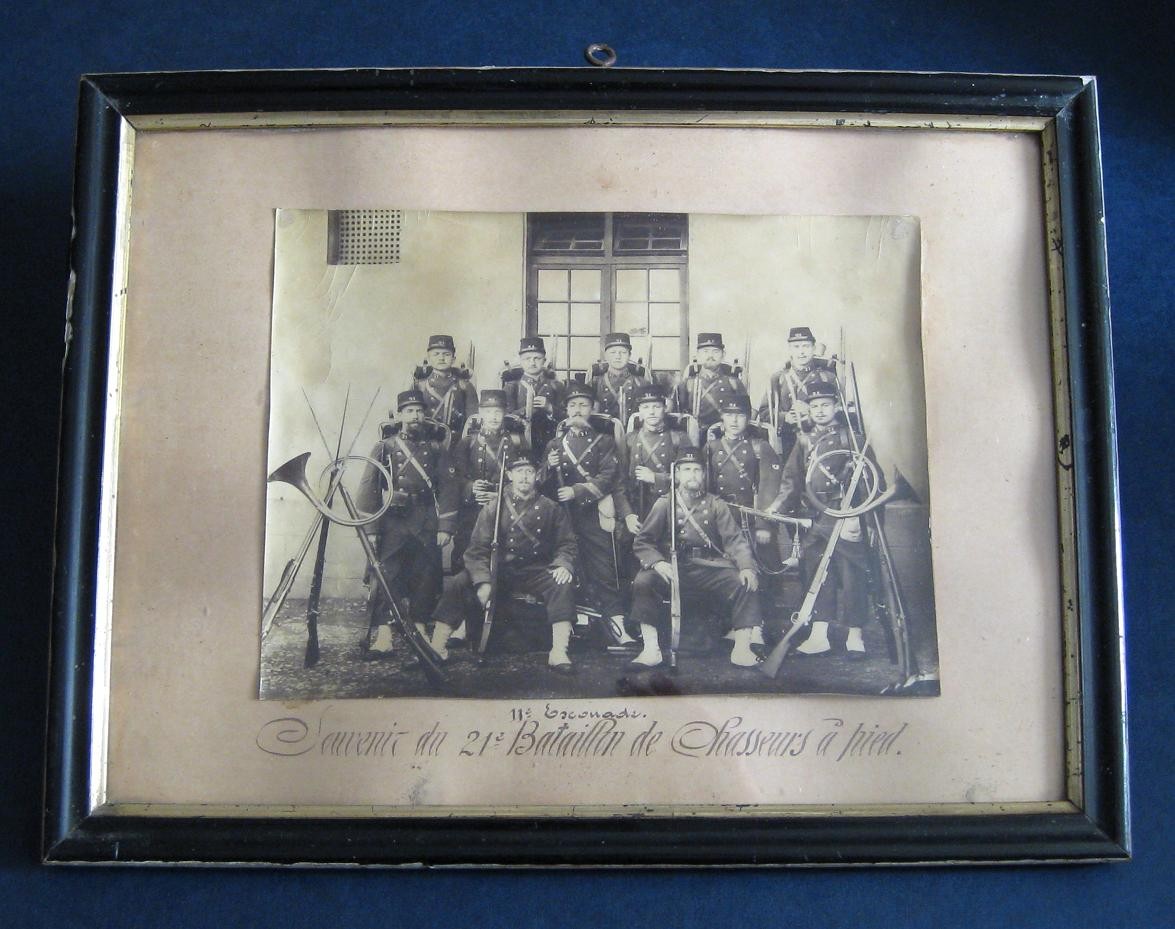 11e Escouade.
Souvenir du 21e Bataillon de Chasseurs à pied.